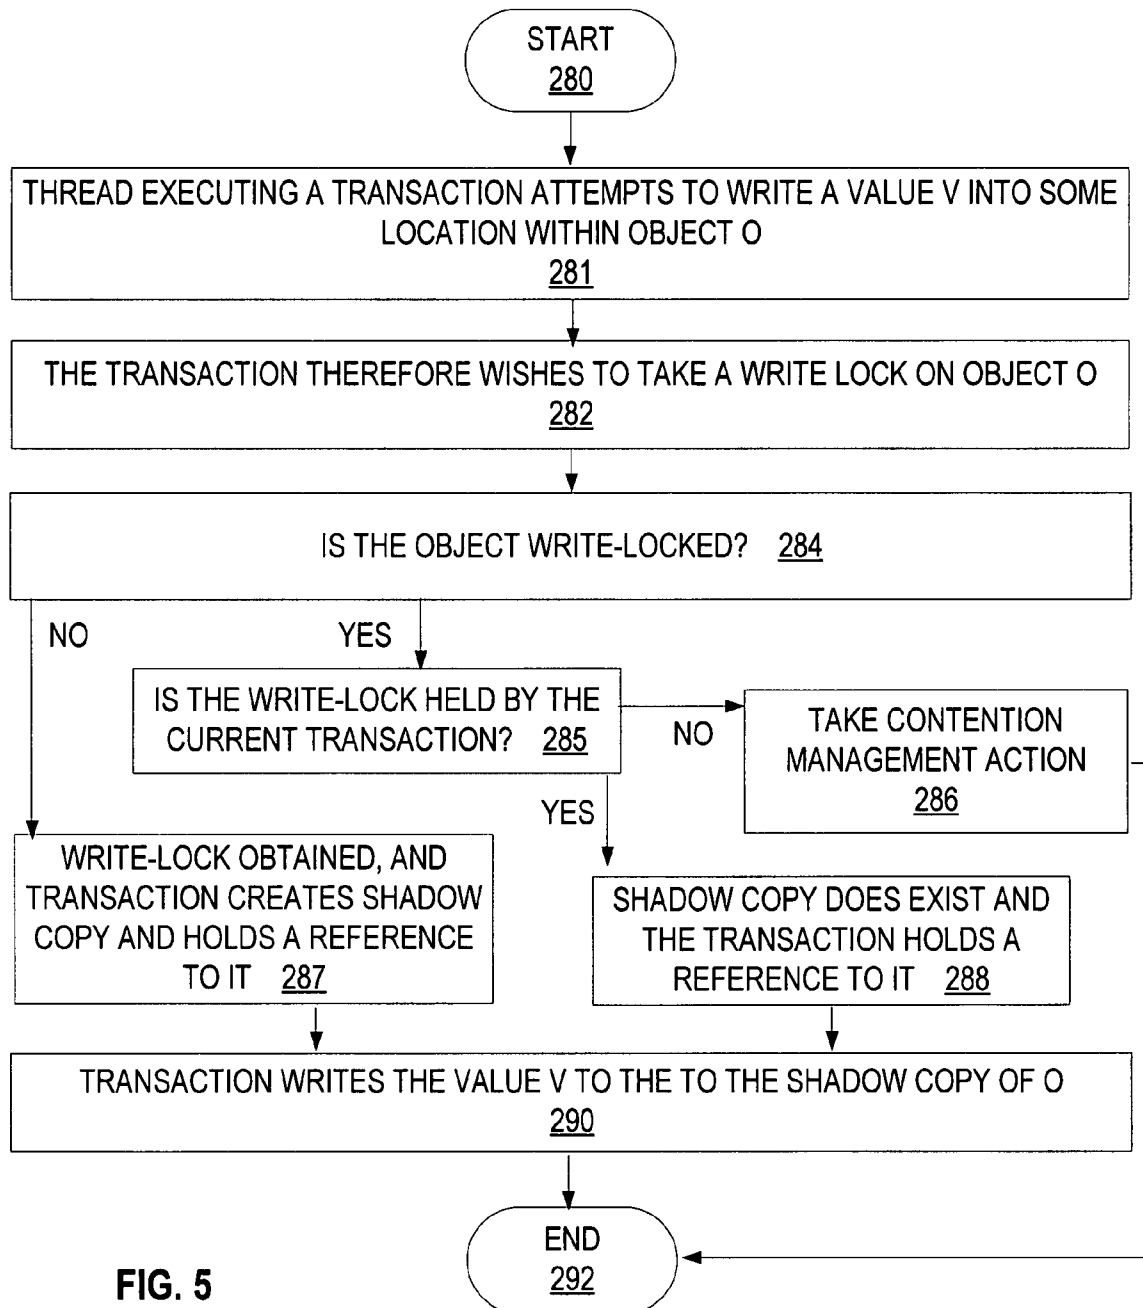 START
280
THREAD EXECUTING A TRANSACTION ATTEMPTS TO WRITE A VALUE V INTO SOME
LOCATION WITHIN OBJECT O
281
THE TRANSACTION THEREFORE WISHES TO TAKE A WRITE LOCK ON OBJECT O
282
IS THE OBJECT WRITE-LOCKED? 284
NO
YES
IS THE WRITE-LOCK HELD BY THE
CURRENT TRANSACTION? 285
NO
TAKE CONTENTION
MANAGEMENT ACTION
286
YES
WRITE-LOCK OBTAINED, AND
TRANSACTION CREATES SHADOW
COPY AND HOLDS A REFERENCE
TO IT 287
SHADOW COPY DOES EXIST AND
THE TRANSACTION HOLDS A
REFERENCE TO IT 288
TRANSACTION WRITES THE VALUE V TO THE TO THE SHADOW COPY OF O
290
END
292
FIG. 5